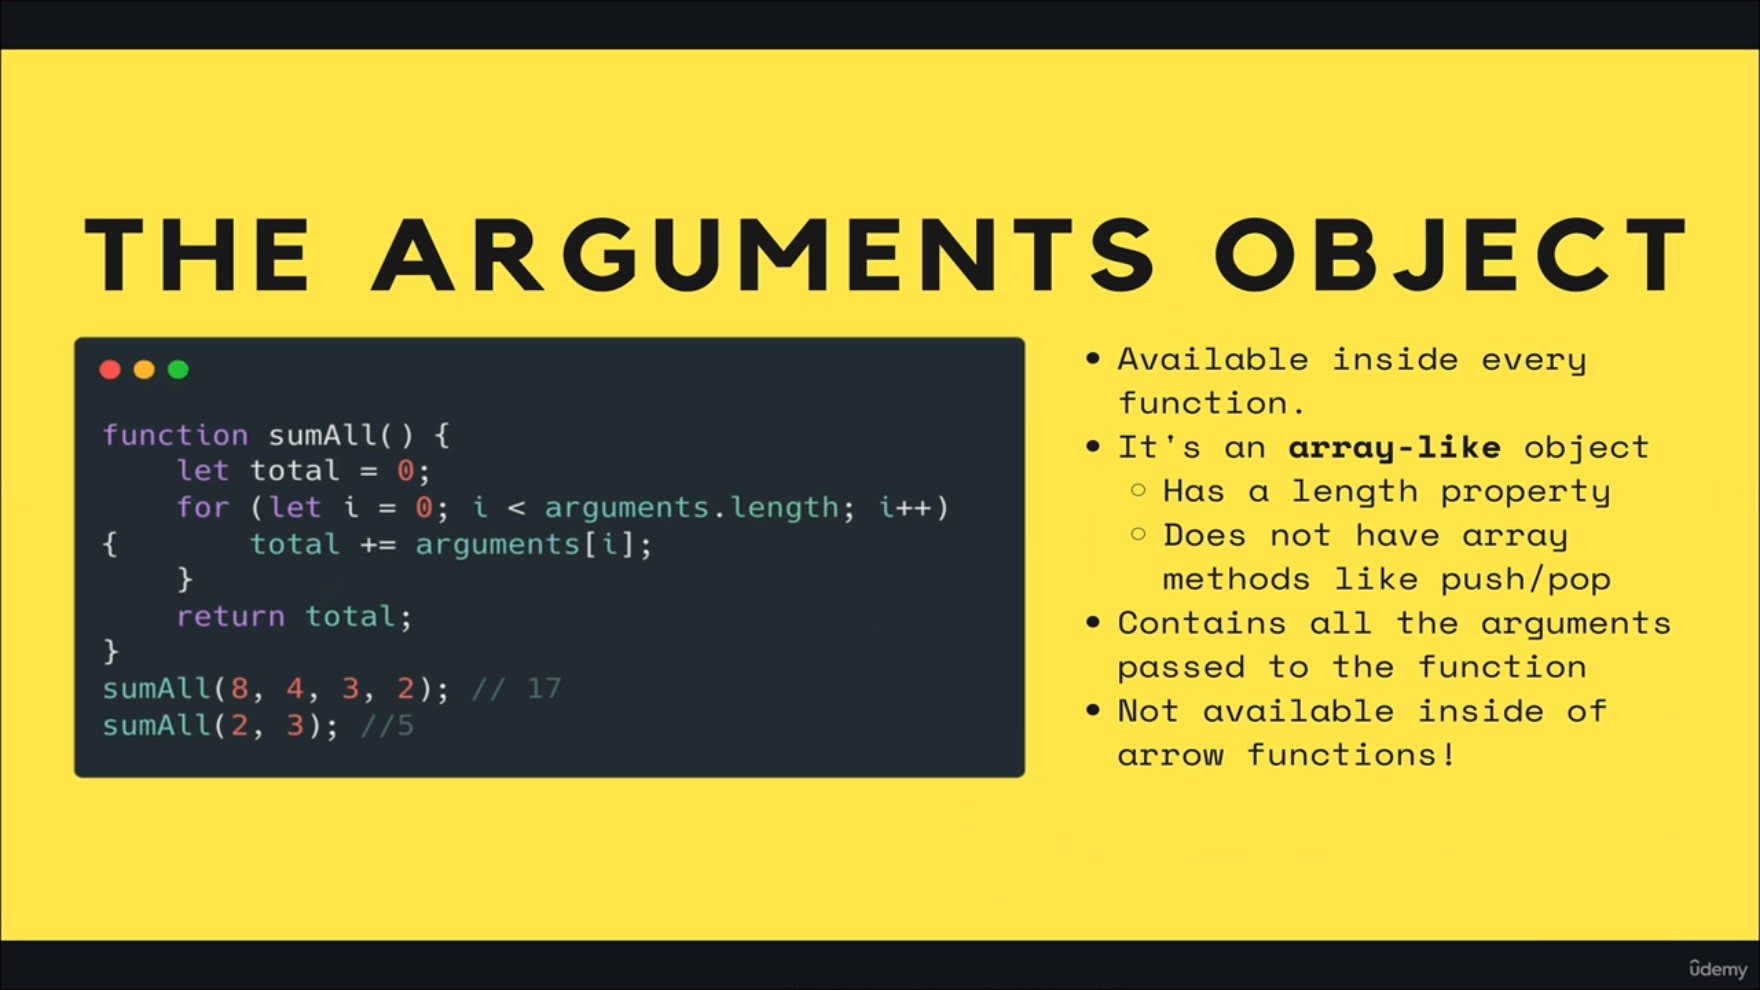 THE ARGUMENTS OBJECT
function sumAll() {
    let total = 0;
    for (let i = 0; i < arguments.length; i++)
{       total += arguments[i];
    }
    return total;
}
sumAll(8, 4, 3, 2); // 17
sumAll(2, 3); //5
• Available inside every
function.
• It's an array-like object
○ Has a length property
○ Does not have array
methods like push/pop
• Contains all the arguments
passed to the function
• Not available inside of
arrow functions!
ûdemy